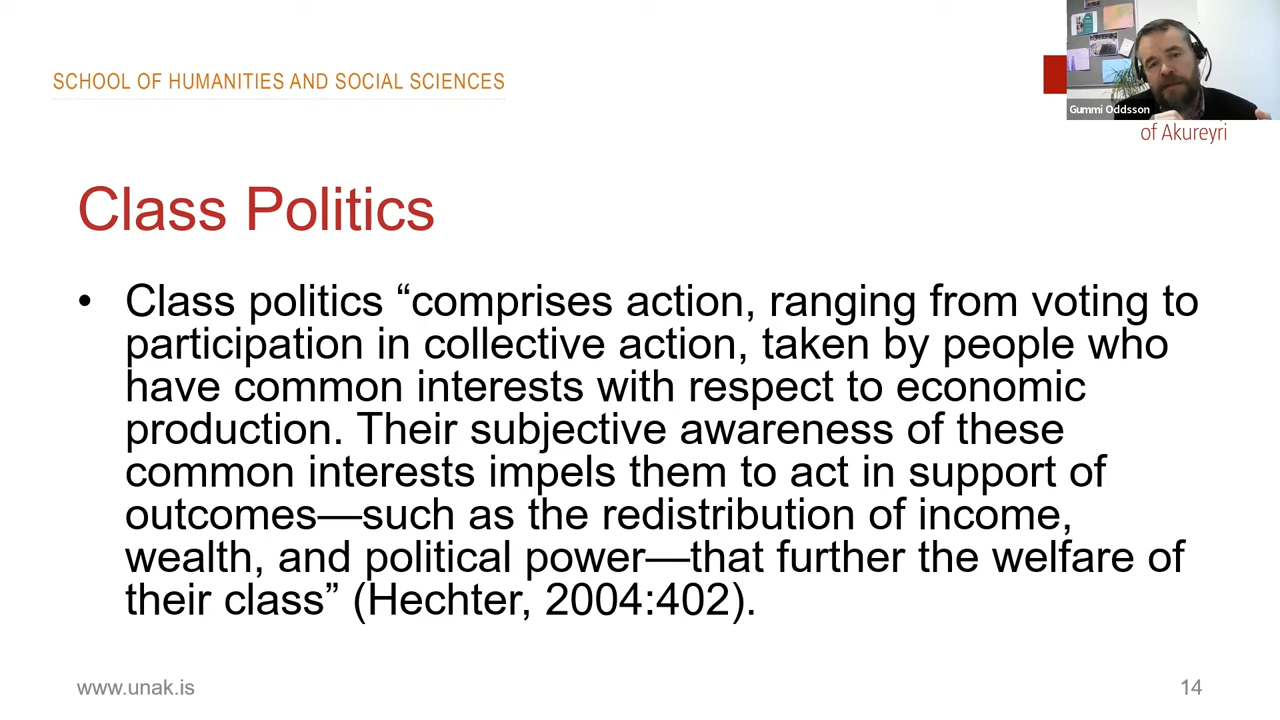 SCHOOL OF HUMANITIES AND SOCIAL SCIENCES
Gummi Oddsson
of Akureyri
Class Politics
• Class politics “comprises action, ranging from voting to
participation in collective action, taken by people who
have common interests with respect to economic
production. Their subjective awareness of these
common interests impels them to act in support of
outcomes—such as the redistribution of income,
wealth, and political power—that further the welfare of
their class” (Hechter, 2004:402).
www.unak.is
14